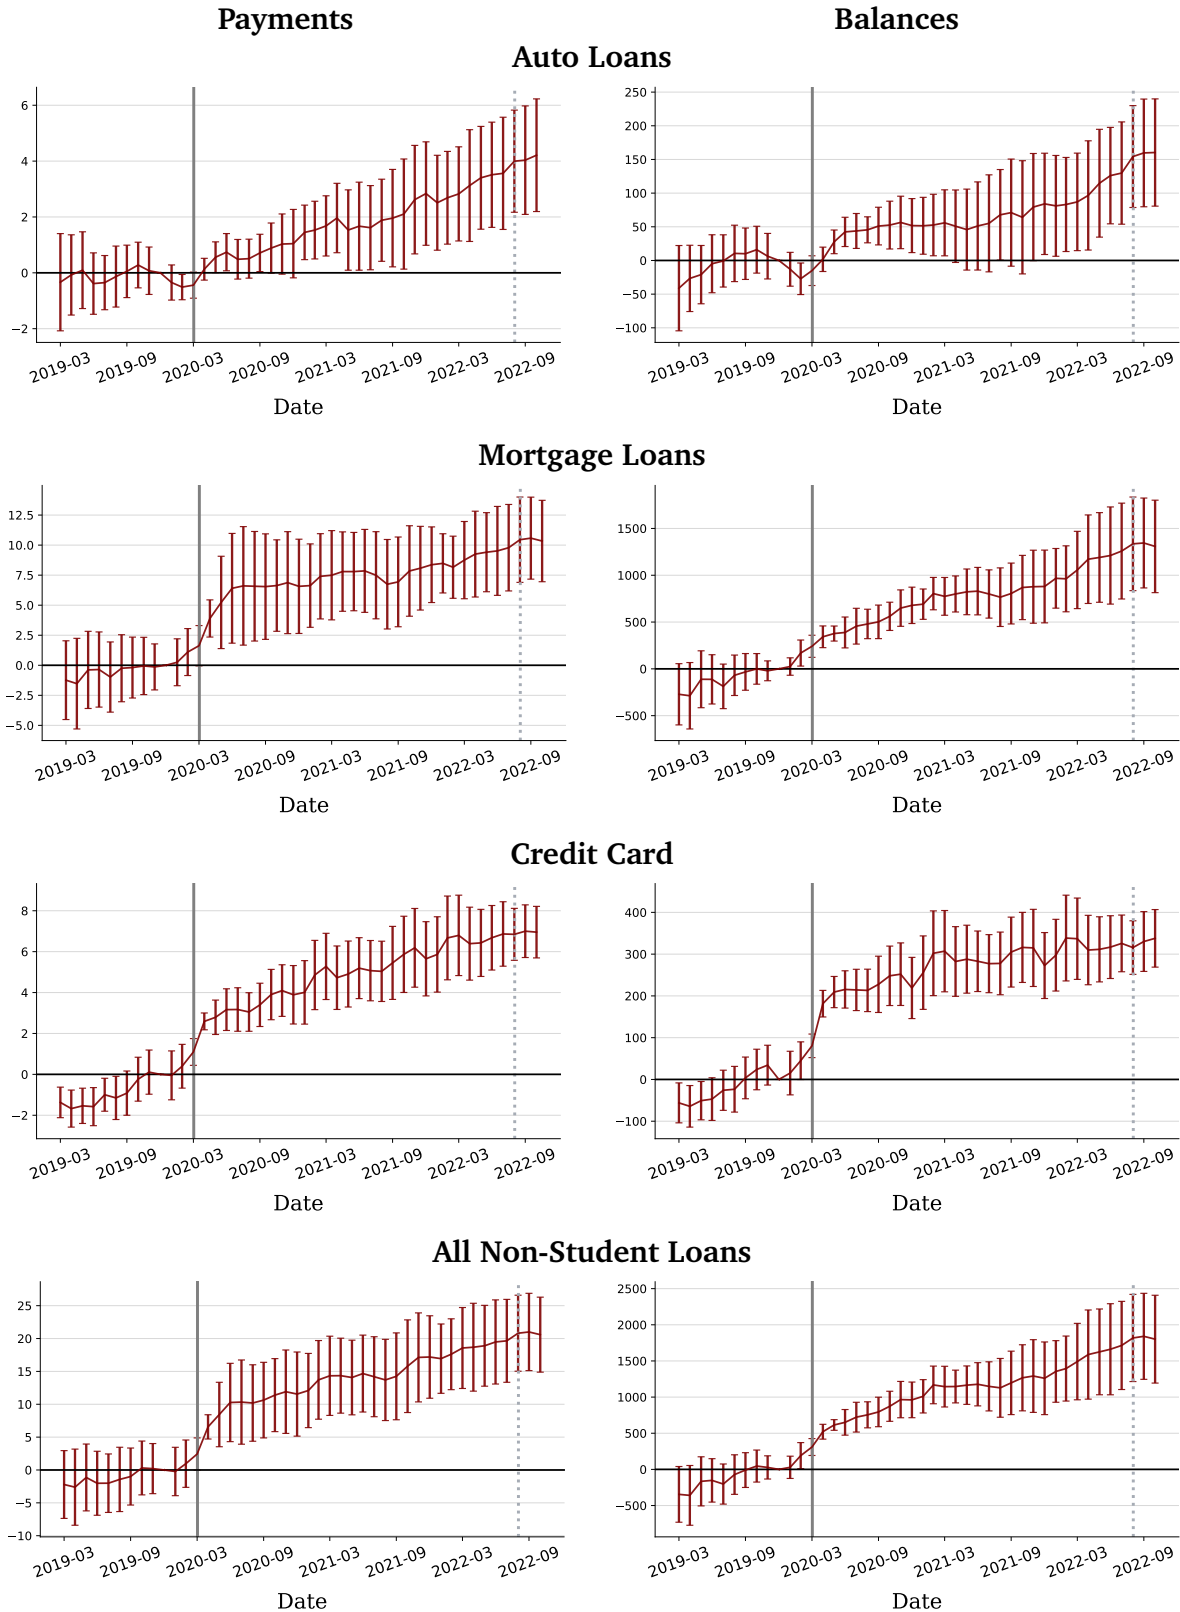 Payments Balances
Auto Loans
6
4
2
0
−2
2019-03 2019-09 2020-03 2020-09 2021-03 2021-09 2022-03 2022-09
Date
250
200
150
100
50
0
−50
−100
2019-03 2019-09 2020-03 2020-09 2021-03 2021-09 2022-03 2022-09
Date
Mortgage Loans
12.5
10.0
7.5
5.0
2.5
0.0
−2.5
−5.0
2019-03 2019-09 2020-03 2020-09 2021-03 2021-09 2022-03 2022-09
Date
1500
1000
500
0
−500
2019-03 2019-09 2020-03 2020-09 2021-03 2021-09 2022-03 2022-09
Date
Credit Card
8
6
4
2
0
−2
2019-03 2019-09 2020-03 2020-09 2021-03 2021-09 2022-03 2022-09
Date
400
300
200
100
0
−100
2019-03 2019-09 2020-03 2020-09 2021-03 2021-09 2022-03 2022-09
Date
All Non-Student Loans
25
20
15
10
5
0
−5
−10
2019-03 2019-09 2020-03 2020-09 2021-03 2021-09 2022-03 2022-09
Date
2500
2000
1500
1000
500
0
−500
2019-03 2019-09 2020-03 2020-09 2021-03 2021-09 2022-03 2022-09
Date